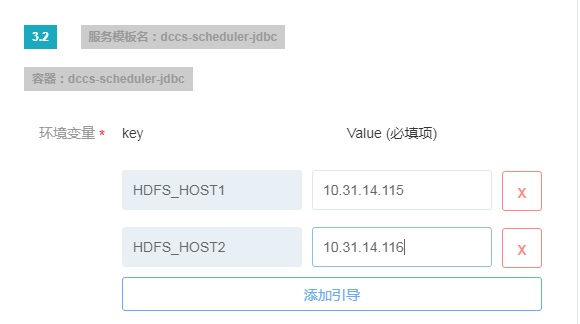 3.2 服务模板名：dccs-scheduler-jdbc
容器：dccs-scheduler-jdbc
环境变量 * key Value (必填项)
HDFS_HOST1 10.31.14.115 X
HDFS_HOST2 10.31.14.116 X
添加引导